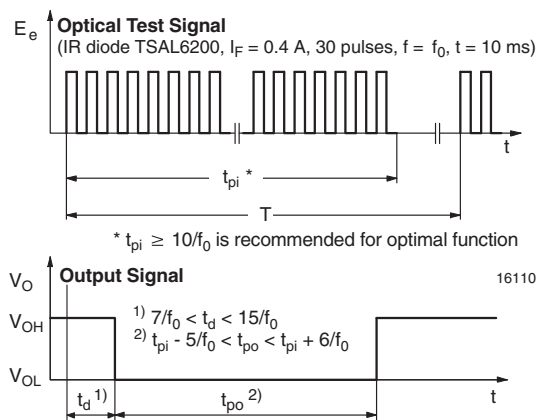 E_e Optical Test Signal
(IR diode TSAL6200, I_F = 0.4 A, 30 pulses, f = f_0, t = 10 ms)
t
t_pi *
T
* t_pi ≥ 10/f_0 is recommended for optimal function
V_O Output Signal 16110
V_OH 1) 7/f_0 < t_d < 15/f_0
2) t_pi - 5/f_0 < t_po < t_pi + 6/f_0
V_OL
t_d 1) t_po 2) t